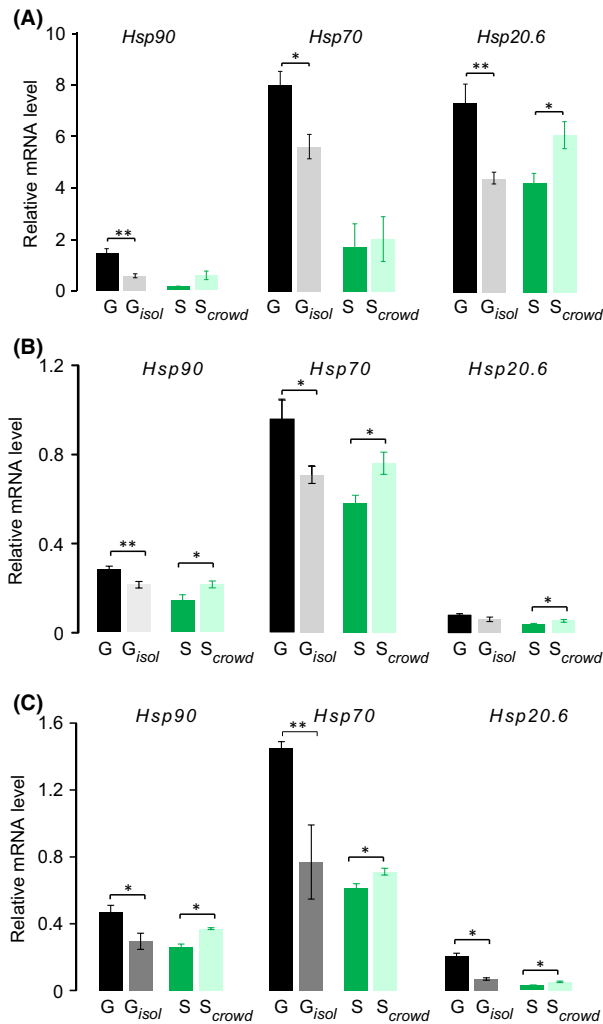 (A)
Hsp90 Hsp70 Hsp20.6
Relative mRNA level
10
8
6
4
2
0
** * ** *
G Gisol S Scrowd G Gisol S Scrowd G Gisol S Scrowd
(B)
Hsp90 Hsp70 Hsp20.6
Relative mRNA level
1.2
0.8
0.4
0
** * * * *
G Gisol S Scrowd G Gisol S Scrowd G Gisol S Scrowd
(C)
Hsp90 Hsp70 Hsp20.6
Relative mRNA level
1.6
1.2
0.8
0.4
0
* * ** * * *
G Gisol S Scrowd G Gisol S Scrowd G Gisol S Scrowd